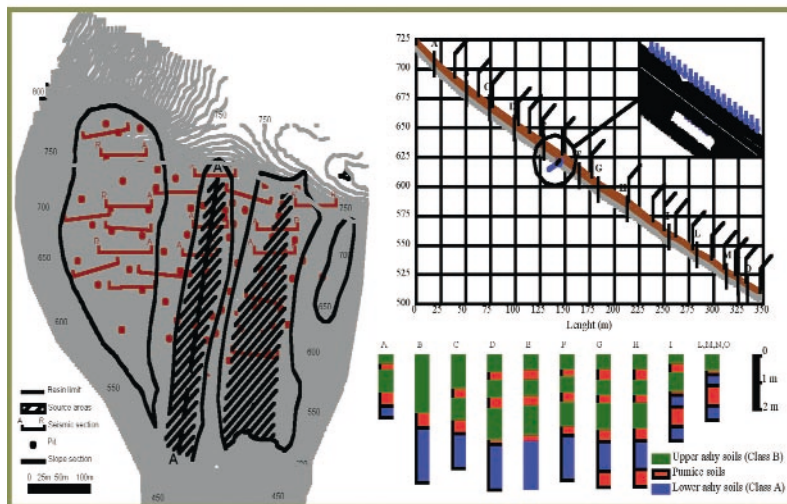 800
750
750
750
700
700
650
650
600
600
550
550
450
450
A
A
A
R
R
A
Basin limit
Source areas
A R
Seismic section
Pit
Slope section
0 25m 50m 100m
725
700
675
650
625
600
575
550
525
500
A
G
H
L
M
O
0 25 50 75 100 125 150 175 200 225 250 275 300 325 350
Lenght (m)
A B C D E F G H I L,M,N,O
0
1 m
2 m
Upper ashy soils (Class B)
Pumice soils
Lower ashy soils (Class A)